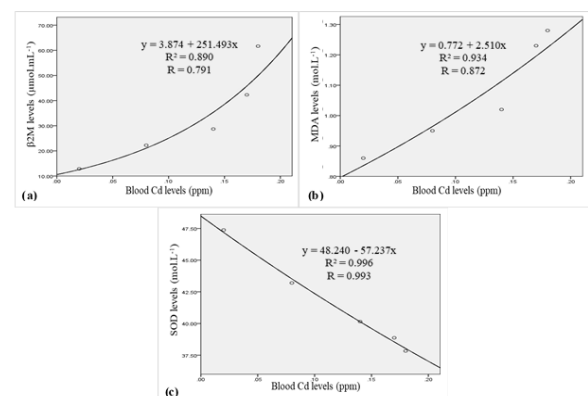 70.00
60.00
50.00
40.00
30.00
20.00
10.00
β2M levels (µmol.mL⁻¹)
y = 3.874 + 251.493x
R² = 0.890
R = 0.791
.00 .05 .10 .15 .20
Blood Cd levels (ppm)
(a)
1.30
1.20
1.10
1.00
.90
.80
MDA levels (mol.L⁻¹)
y = 0.772 + 2.510x
R² = 0.934
R = 0.872
.00 .05 .10 .15 .20
Blood Cd levels (ppm)
(b)
47.50
45.00
42.50
40.00
37.50
SOD levels (mol.L⁻¹)
y = 48.240 - 57.237x
R² = 0.996
R = 0.993
.00 .05 .10 .15 .20
Blood Cd levels (ppm)
(c)